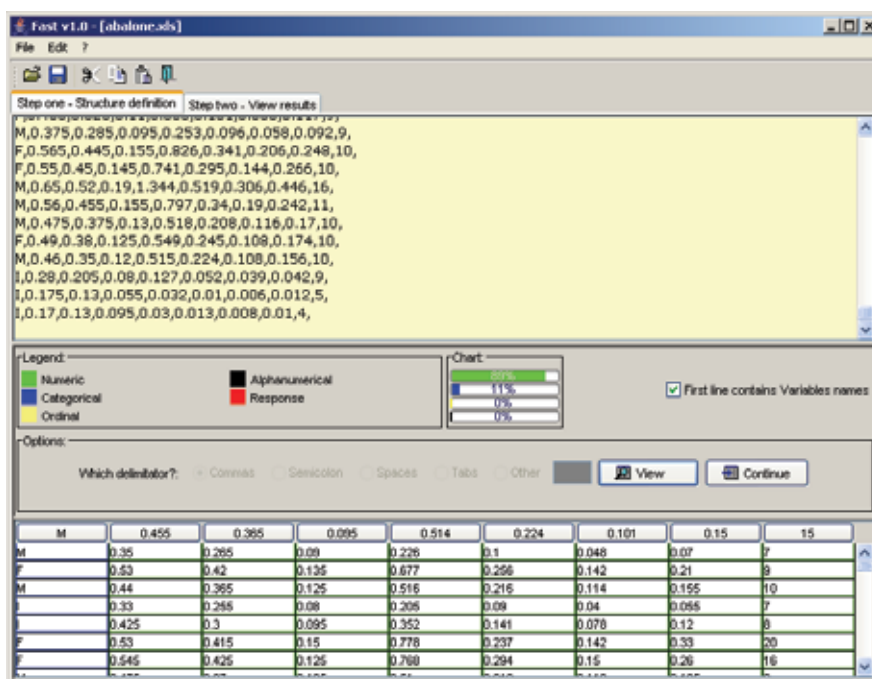 Fast v1.0 - [abalone.xls]
File Edit ?
Step one - Structure definition Step two - View results
M,0.375,0.285,0.095,0.253,0.096,0.058,0.092,9,
F,0.565,0.445,0.155,0.826,0.341,0.206,0.248,10,
F,0.55,0.45,0.145,0.741,0.295,0.144,0.266,10,
M,0.65,0.52,0.19,1.344,0.519,0.306,0.446,16,
M,0.56,0.455,0.155,0.797,0.34,0.19,0.242,11,
M,0.475,0.375,0.13,0.518,0.208,0.116,0.17,10,
F,0.49,0.38,0.125,0.549,0.245,0.108,0.174,10,
M,0.46,0.35,0.12,0.515,0.224,0.108,0.156,10,
I,0.28,0.205,0.08,0.127,0.052,0.039,0.042,9,
I,0.175,0.13,0.055,0.032,0.01,0.006,0.012,5,
I,0.17,0.13,0.095,0.03,0.013,0.008,0.01,4,
Legend: Chart:
Numeric Alphanumerical 89%
Categorical Response 11% First line contains Variables names
Ordinal 0%
0%
Options:
Which delimitator?: Commas Semicolon Spaces Tabs Other View Continue
M 0.455 0.365 0.095 0.514 0.224 0.101 0.15 15
M 0.35 0.265 0.09 0.226 0.1 0.048 0.07 7
F 0.53 0.42 0.135 0.677 0.256 0.142 0.21 9
M 0.44 0.365 0.125 0.516 0.216 0.114 0.155 10
I 0.33 0.255 0.08 0.205 0.09 0.04 0.055 7
I 0.425 0.3 0.095 0.352 0.141 0.078 0.12 8
F 0.53 0.415 0.15 0.778 0.237 0.142 0.33 20
F 0.545 0.425 0.125 0.768 0.294 0.15 0.26 16